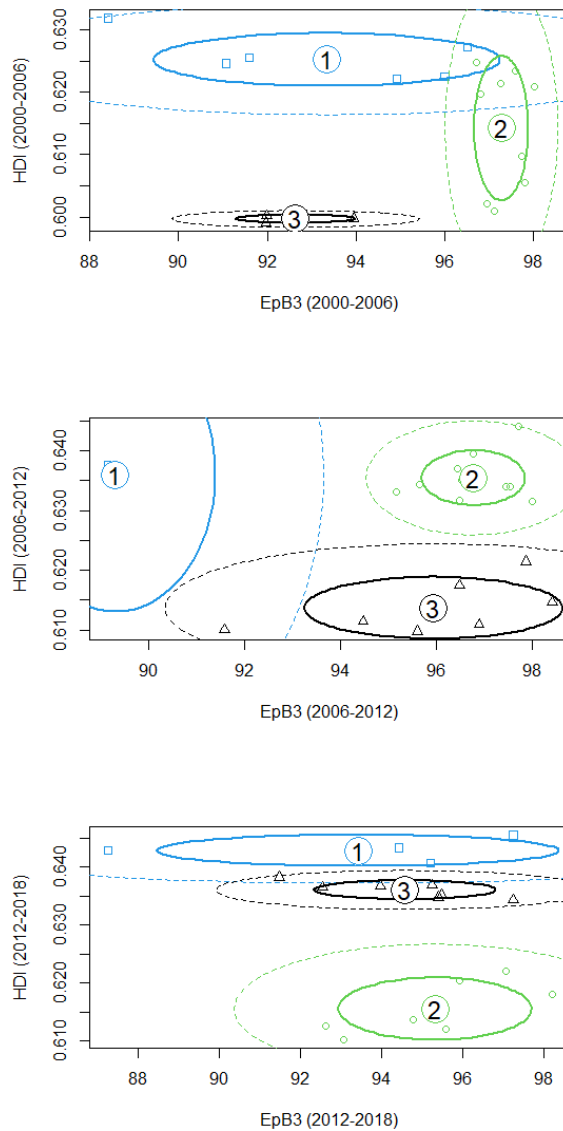 HDI (2000-2006)
0.630
0.620
0.610
0.600
1
2
3
88 90 92 94 96 98
EpB3 (2000-2006)
HDI (2006-2012)
0.640
0.630
0.620
0.610
1
2
3
90 92 94 96 98
EpB3 (2006-2012)
HDI (2012-2018)
0.640
0.630
0.620
0.610
1
3
2
88 90 92 94 96 98
EpB3 (2012-2018)